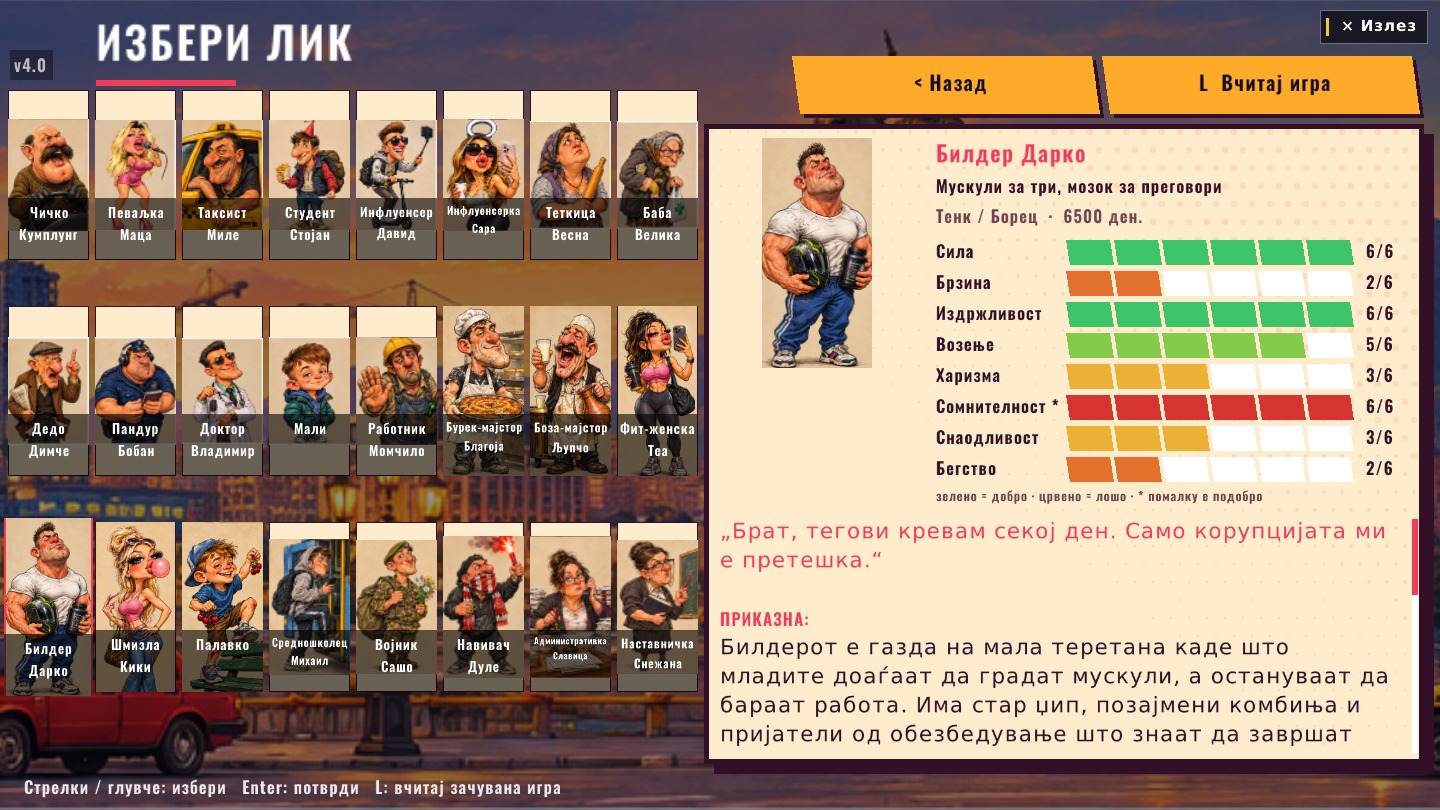 ИЗБЕРИ ЛИК
v4.0
× Излез
< Назад
L Вчитај игра
Чичко
Кумплунг
Певаљка
Маца
Таксист
Миле
Студент
Стојан
Инфлуенсер
Давид
Инфлуенсерка
Сара
Теткица
Весна
Баба
Велика
Дедо
Димче
Пандур
Бобан
Доктор
Владимир
Мали
Работник
Момчило
Бурек-мајстор
Благоја
Боза-мајстор
Љупчо
Фит-женска
Теа
Билдер
Дарко
Шмизла
Кики
Палавко
Средношколец
Михаил
Војник
Сашо
Навивач
Дуле
Административка
Славица
Наставничка
Снежана
Билдер Дарко
Мускули за три, мозок за преговори
Тенк / Борец · 6500 ден.
Сила 6/6
Брзина 2/6
Издржливост 6/6
Возење 5/6
Харизма 3/6
Сомнителност * 6/6
Снаодливост 3/6
Бегство 2/6
зелено = добро · црвено = лошо · * помалку е подобро
„Брат, тегови кревам секој ден. Само корупцијата ми
е претешка.“
ПРИКАЗНА:
Билдерот е газда на мала теретана каде што
младите доаѓаат да градат мускули, а остануваат да
бараат работа. Има стар џип, позајмени комбиња и
пријатели од обезбедување што знаат да завршат
Стрелки / глувче: избери Enter: потврди L: вчитај зачувана игра